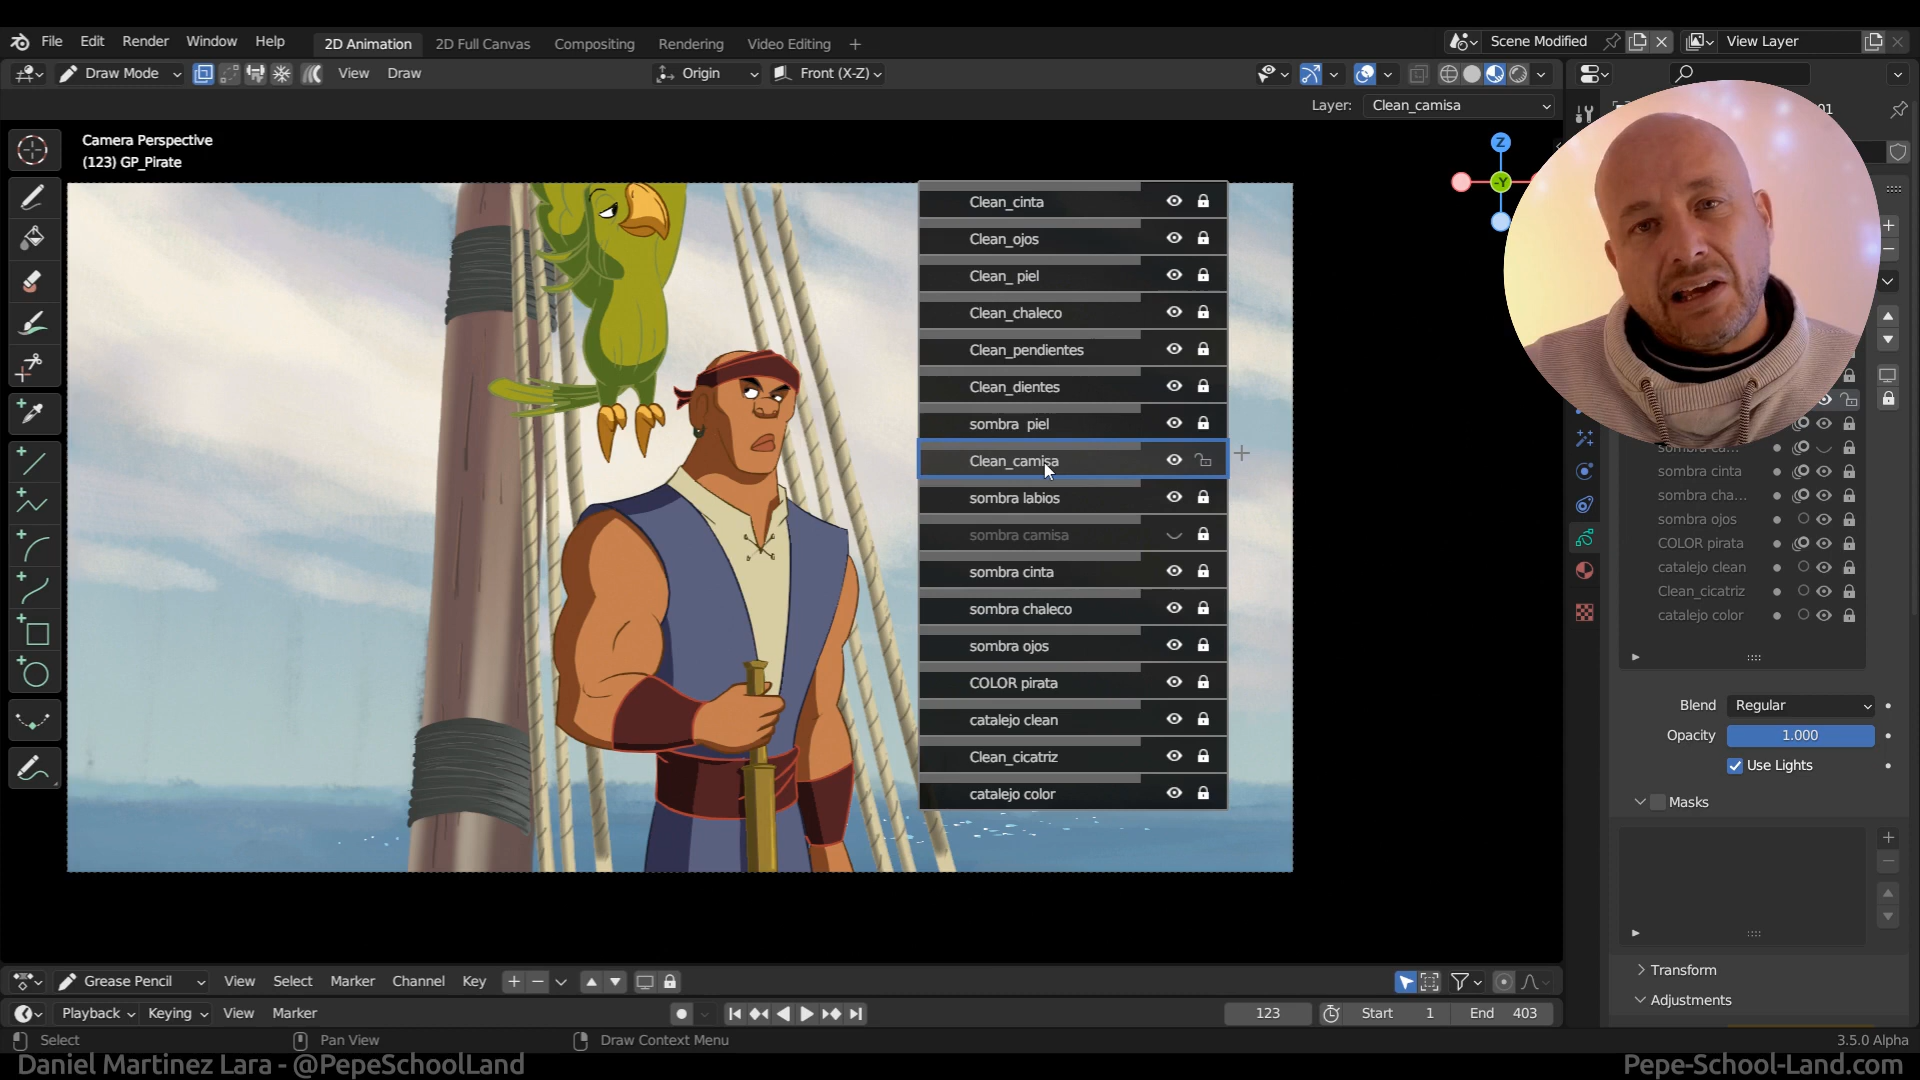 File Edit Render Window Help 2D Animation 2D Full Canvas Compositing Rendering Video Editing + Scene Modified View Layer
Draw Mode View Draw Origin Front (X-Z)
Layer: Clean_camisa
Camera Perspective
(123) GP_Pirate
Z
-Y
01
Clean_cinta
Clean_ojos
Clean_ piel
Clean_chaleco
Clean_pendientes
Clean_dientes
sombra piel
Clean_camisa
sombra labios
sombra camisa
sombra cinta
sombra chaleco
sombra ojos
COLOR pirata
catalejo clean
Clean_cicatriz
catalejo color
sombra ca...
sombra cinta
sombra cha...
sombra ojos
COLOR pirata
catalejo clean
Clean_cicatriz
catalejo color
Blend Regular
Opacity 1.000
Use Lights
Masks
Transform
Adjustments
Grease Pencil View Select Marker Channel Key
Playback Keying View Marker 123 Start 1 End 403
Select Pan View Draw Context Menu 3.5.0 Alpha
Daniel Martinez Lara - @PepeSchoolLand Pepe-School-Land.com